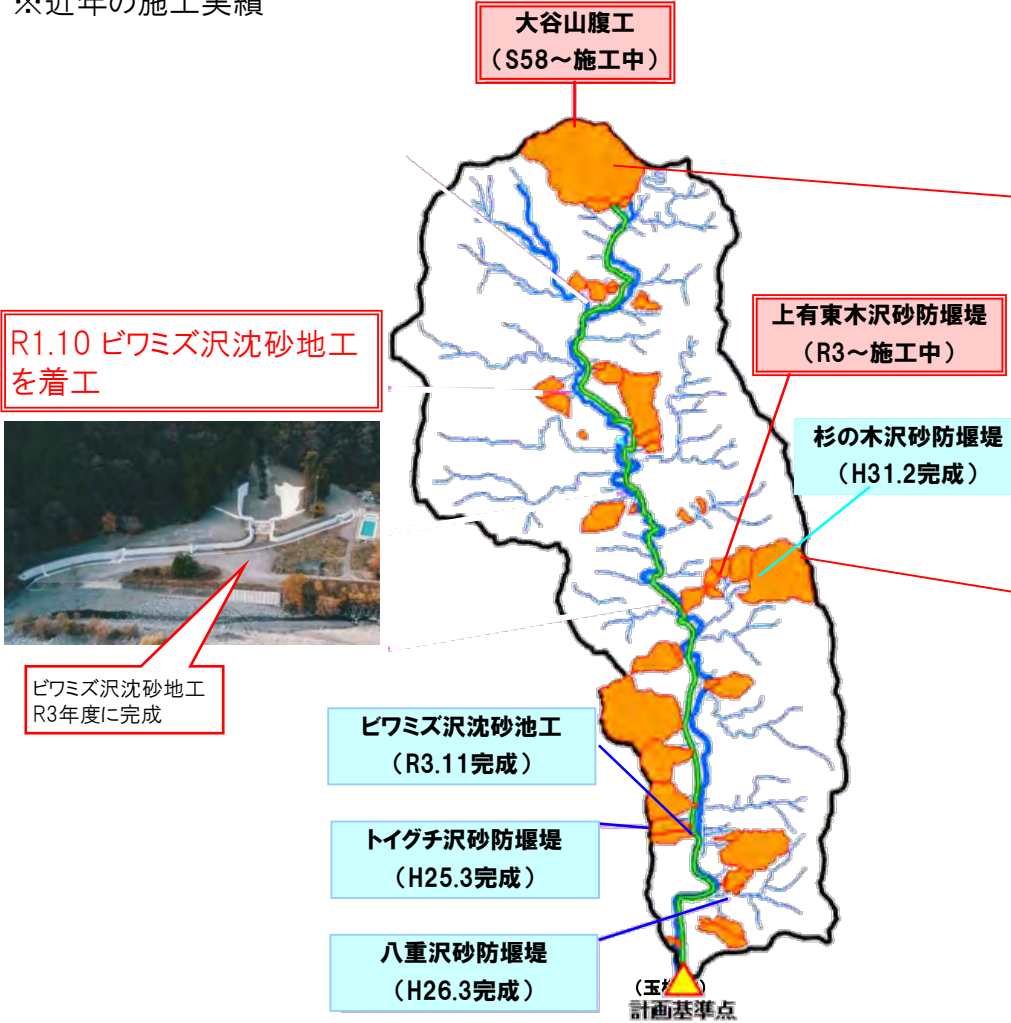 ※近年の施工実績
大谷山腹工
（S58～施工中）
R1.10 ビワミズ沢沈砂地工
を着工
上有東木沢砂防堰堤
（R3～施工中）
杉の木沢砂防堰堤
（H31.2完成）
ビワミズ沢沈砂地工
R3年度に完成
ビワミズ沢沈砂池工
（R3.11完成）
トイグチ沢砂防堰堤
（H25.3完成）
八重沢砂防堰堤
（H26.3完成）
計画基準点